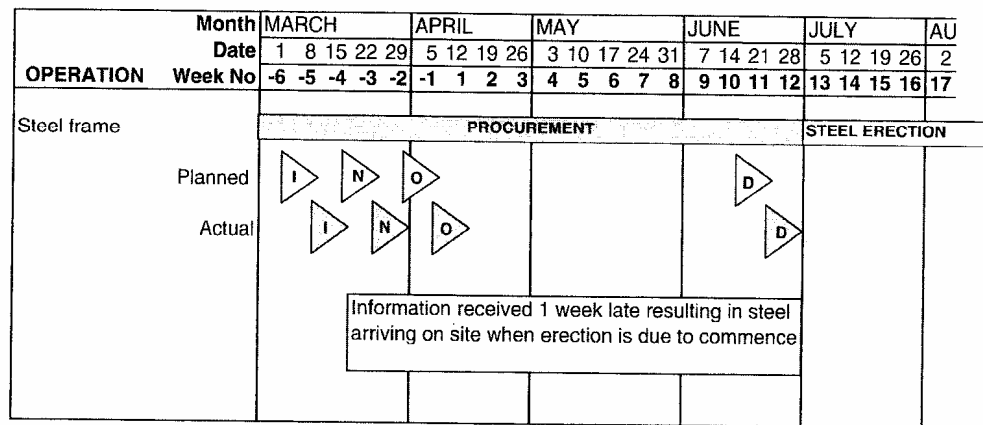 Month MARCH APRIL MAY JUNE JULY AU
Date 1 8 15 22 29 5 12 19 26 3 10 17 24 31 7 14 21 28 5 12 19 26 2
OPERATION Week No -6 -5 -4 -3 -2 -1 1 2 3 4 5 6 7 8 9 10 11 12 13 14 15 16 17
Steel frame PROCUREMENT STEEL ERECTION
Planned I N O D
Actual I N O D
Information received 1 week late resulting in steel
arriving on site when erection is due to commence